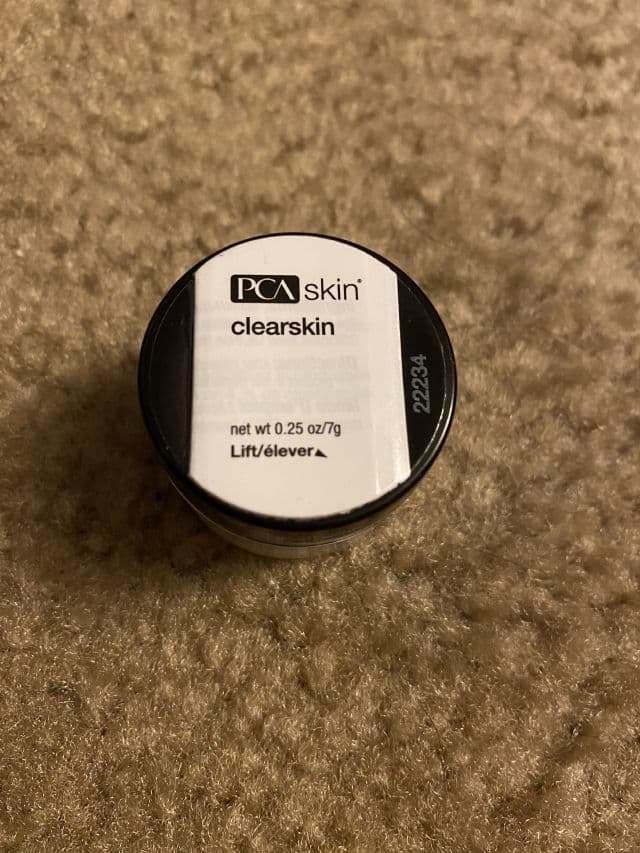 PCA skin®
clearskin
net wt 0.25 oz/7g
Lift/élever
22234